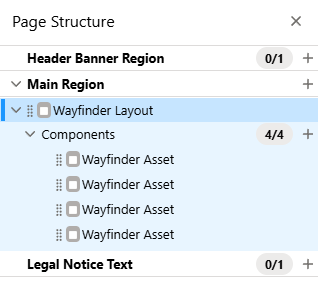 Page Structure
Header Banner Region 0/1
Main Region
Wayfinder Layout
Components 4/4
Wayfinder Asset
Wayfinder Asset
Wayfinder Asset
Wayfinder Asset
Legal Notice Text 0/1